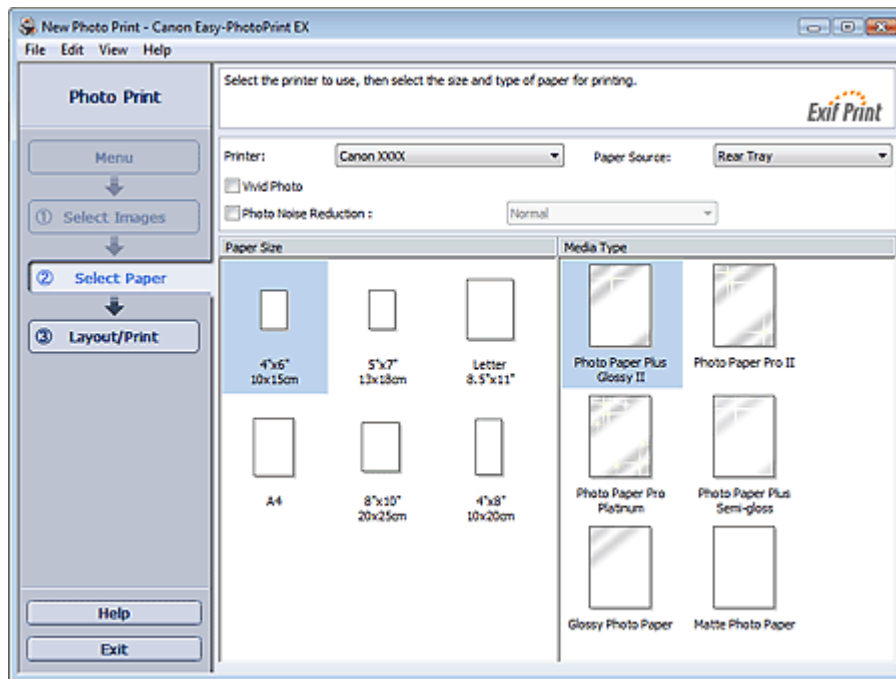 New Photo Print - Canon Easy-PhotoPrint EX
File Edit View Help
Photo Print
Select the printer to use, then select the size and type of paper for printing.
Exif Print
Menu
Printer: Canon XXXX Paper Source: Rear Tray
Vivid Photo
① Select Images
Photo Noise Reduction : Normal
② Select Paper
③ Layout/Print
Paper Size
4"x6"
10x15cm
5"x7"
13x18cm
Letter
8.5"x11"
A4
8"x10"
20x25cm
4"x8"
10x20cm
Media Type
Photo Paper Plus
Glossy II
Photo Paper Pro II
Photo Paper Pro
Platinum
Photo Paper Plus
Semi-gloss
Glossy Photo Paper
Matte Photo Paper
Help
Exit